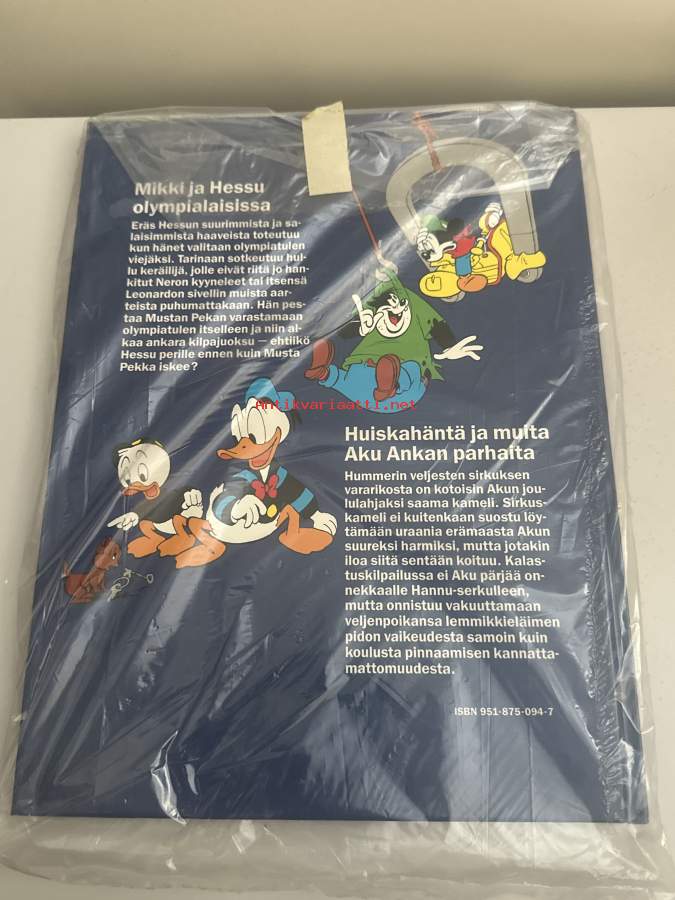 Mikki ja Hessu
olympialaisissa
Eräs Hessun suurimmista ja sa-
laisimmista haaveista toteutuu
kun hänet valitaan olympiatulen
viejäksi. Tarinaan sotkeutuu hul-
lu keräilijä, jolle eivät riitä jo han-
kitut Neron kyyneleet tai itsensä
Leonardon sivellin muista aar-
teista puhumattakaan. Hän pes-
taa Mustan Pekan varastamaan
olympiatulen itselleen ja niin al-
kaa ankara kilpajuoksu — ehtiikö
Hessu perille ennen kuin Musta
Pekka iskee?
antikvariaatti.net
Huiskahäntä ja muita
Aku Ankan parhaita
Hummerin veljesten sirkuksen
vararikosta on kotoisin Akun jou-
lulahjaksi saama kameli. Sirkus-
kameli ei kuitenkaan suostu löy-
tämään uraania erämaasta Akun
suureksi harmiksi, mutta jotakin
iloa siitä sentään koituu. Kalas-
tuskilpailussa ei Aku pärjää on-
nekkaalle Hannu-serkulleen,
mutta onnistuu vakuuttamaan
veljenpoikansa lemmikkieläimen
pidon vaikeudesta samoin kuin
koulusta pinnaamisen kannatta-
mattomuudesta.
ISBN 951-875-094-7